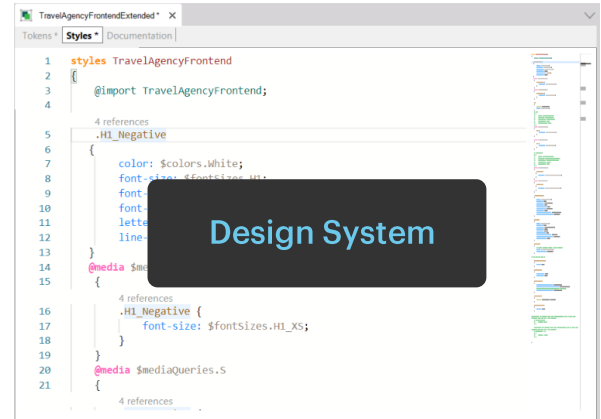 TravelAgencyFrontendExtended *
Tokens * Styles * Documentation
1 styles TravelAgencyFrontend
2 {
3 @import TravelAgencyFrontend;
4
4 references
5 .H1_Negative
6 {
7 color: $colors.White;
8 font-size: $fontSizes.H1;
9 font-
10 font-
11 lette
12 line-
13 }
14 @media $me
15 {
4 references
16 .H1_Negative {
17 font-size: $fontSizes.H1_XS;
18 }
19 }
20 @media $mediaQueries.S
21 {
4 references
Design System